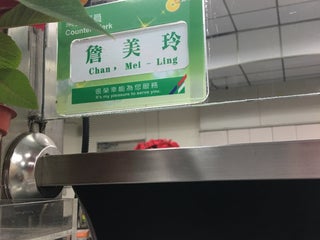 Counter Clerk
詹美玲
Chan, Mei - Ling
很榮幸能為您服務
It's my pleasure to serve you.